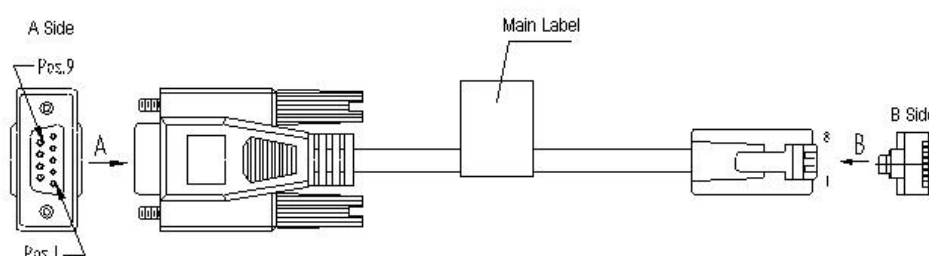 A Side
Main Label
Pos.9
A
8
B
B Side
1
Pos.1